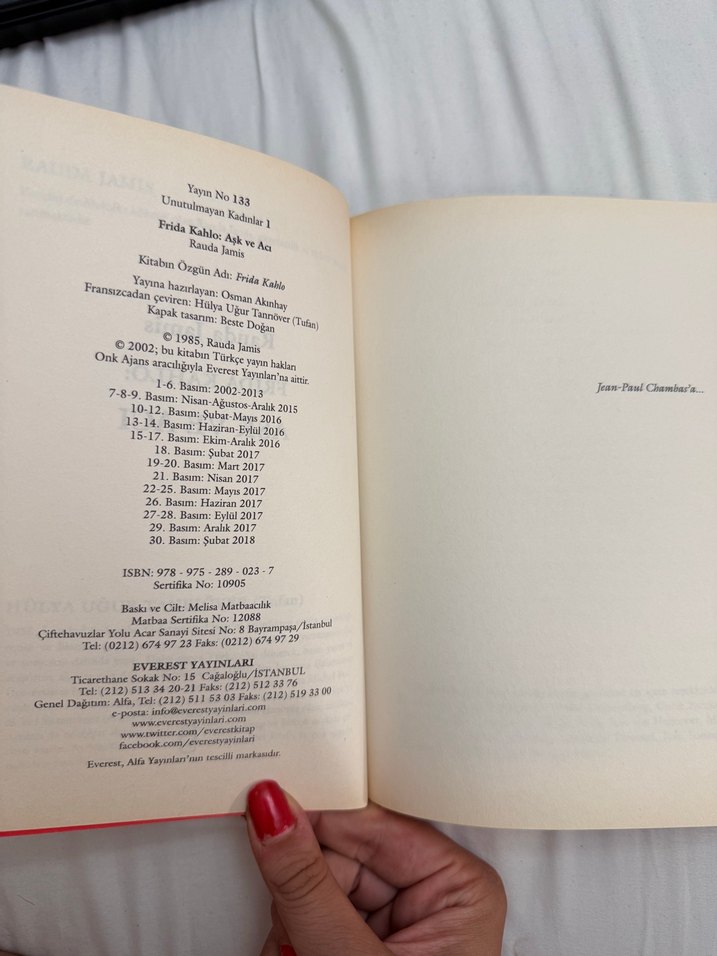 Yayın No 133
Unutulmayan Kadınlar 1
Frida Kahlo: Aşk ve Acı
Rauda Jamis
Kitabın Özgün Adı: Frida Kahlo
Yayına hazırlayan: Osman Akınhay
Fransızcadan çeviren: Hülya Uğur Tanrıöver (Tufan)
Kapak tasarım: Beste Doğan
© 1985, Rauda Jamis
© 2002; bu kitabın Türkçe yayın hakları
Onk Ajans aracılığıyla Everest Yayınları'na aittir.
1-6. Basım: 2002-2013
7-8-9. Basım: Nisan-Ağustos-Aralık 2015
10-12. Basım: Şubat-Mayıs 2016
13-14. Basım: Haziran-Eylül 2016
15-17. Basım: Ekim-Aralık 2016
18. Basım: Şubat 2017
19-20. Basım: Mart 2017
21. Basım: Nisan 2017
22-25. Basım: Mayıs 2017
26. Basım: Haziran 2017
27-28. Basım: Eylül 2017
29. Basım: Aralık 2017
30. Basım: Şubat 2018
ISBN: 978 - 975 - 289 - 023 - 7
Sertifika No: 10905
Baskı ve Cilt: Melisa Matbaacılık
Matbaa Sertifika No: 12088
Çiftehavuzlar Yolu Acar Sanayi Sitesi No: 8 Bayrampaşa/İstanbul
Tel: (0212) 674 97 23 Faks: (0212) 674 97 29
EVEREST YAYINLARI
Ticarethane Sokak No: 15 Cağaloğlu/İSTANBUL
Tel: (212) 513 34 20-21 Faks: (212) 512 33 76
Genel Dağıtım: Alfa, Tel: (212) 511 53 03 Faks: (212) 519 33 00
e-posta: info@everestyayinlari.com
www.everestyayinlari.com
www.twitter.com/everestkitap
facebook.com/everestyayinlari
Everest, Alfa Yayınları'nın tescilli markasıdır.
Jean-Paul Chambas'a...